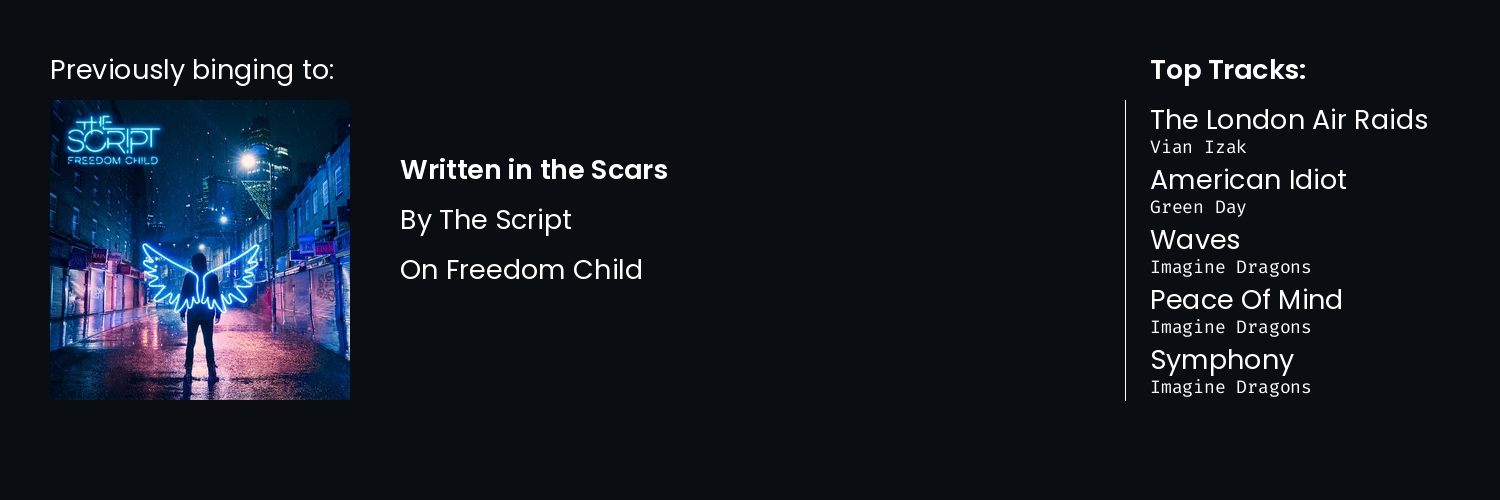 Previously binging to:
THE
SCRIPT
FREEDOM CHILD
Written in the Scars
By The Script
On Freedom Child
Top Tracks:
The London Air Raids
Vian Izak
American Idiot
Green Day
Waves
Imagine Dragons
Peace Of Mind
Imagine Dragons
Symphony
Imagine Dragons